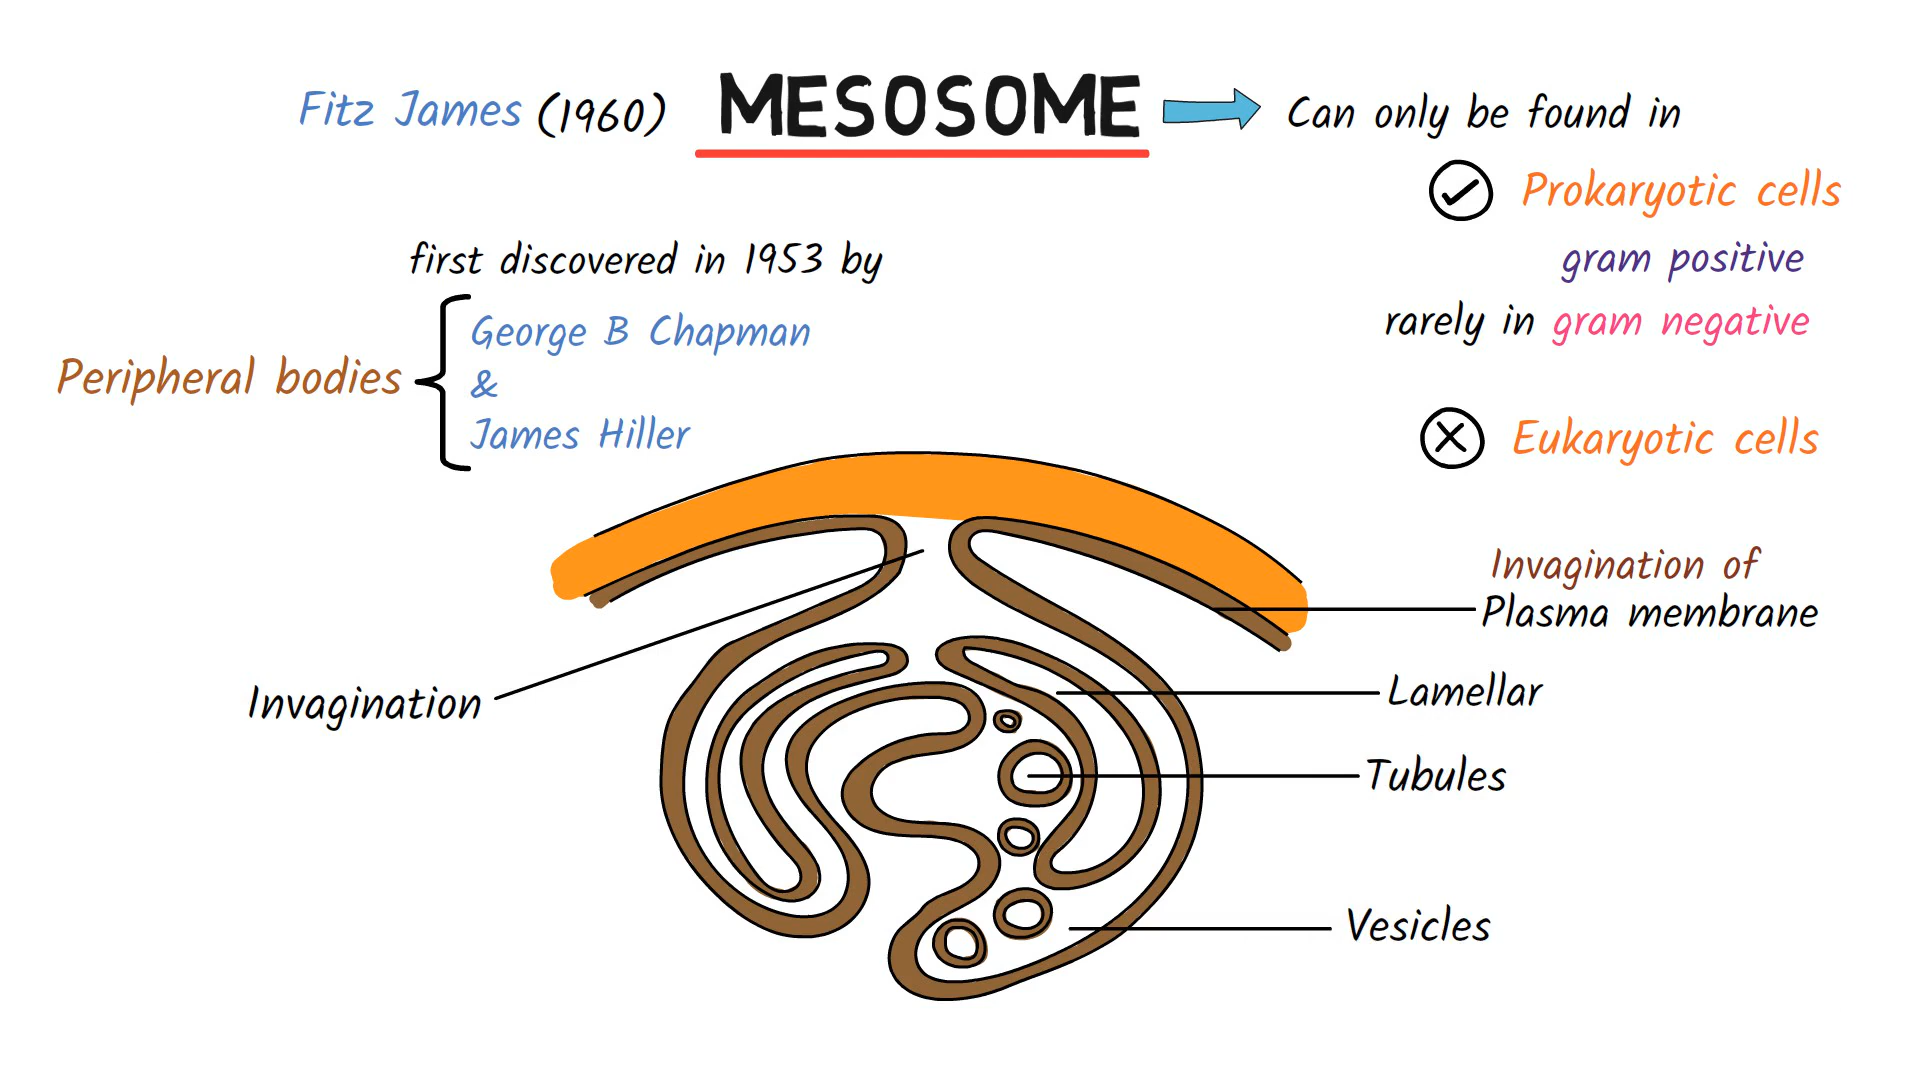 Fitz James (1960) MESOSOME Can only be found in
Prokaryotic cells
gram positive
rarely in gram negative
Eukaryotic cells
first discovered in 1953 by
Peripheral bodies
George B Chapman
&
James Hiller
Invagination of
Plasma membrane
Invagination
Lamellar
Tubules
Vesicles